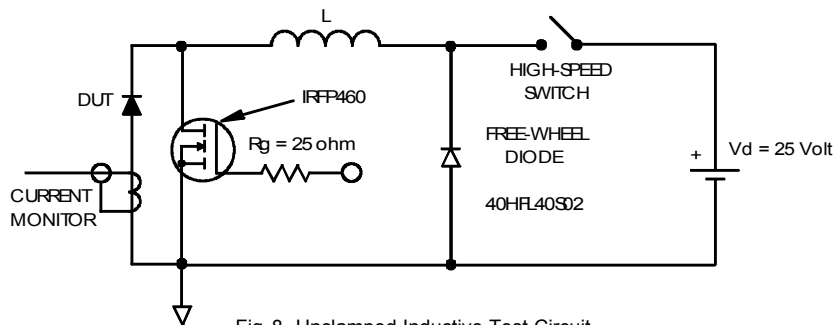 L
HIGH-SPEED
SWITCH
DUT
IRFP460
Rg = 25 ohm
FREE-WHEEL
DIODE
+
Vd = 25 Volt
40HFL40S02
CURRENT
MONITOR
Fig. 8 - Unclamped Inductive Test Circuit